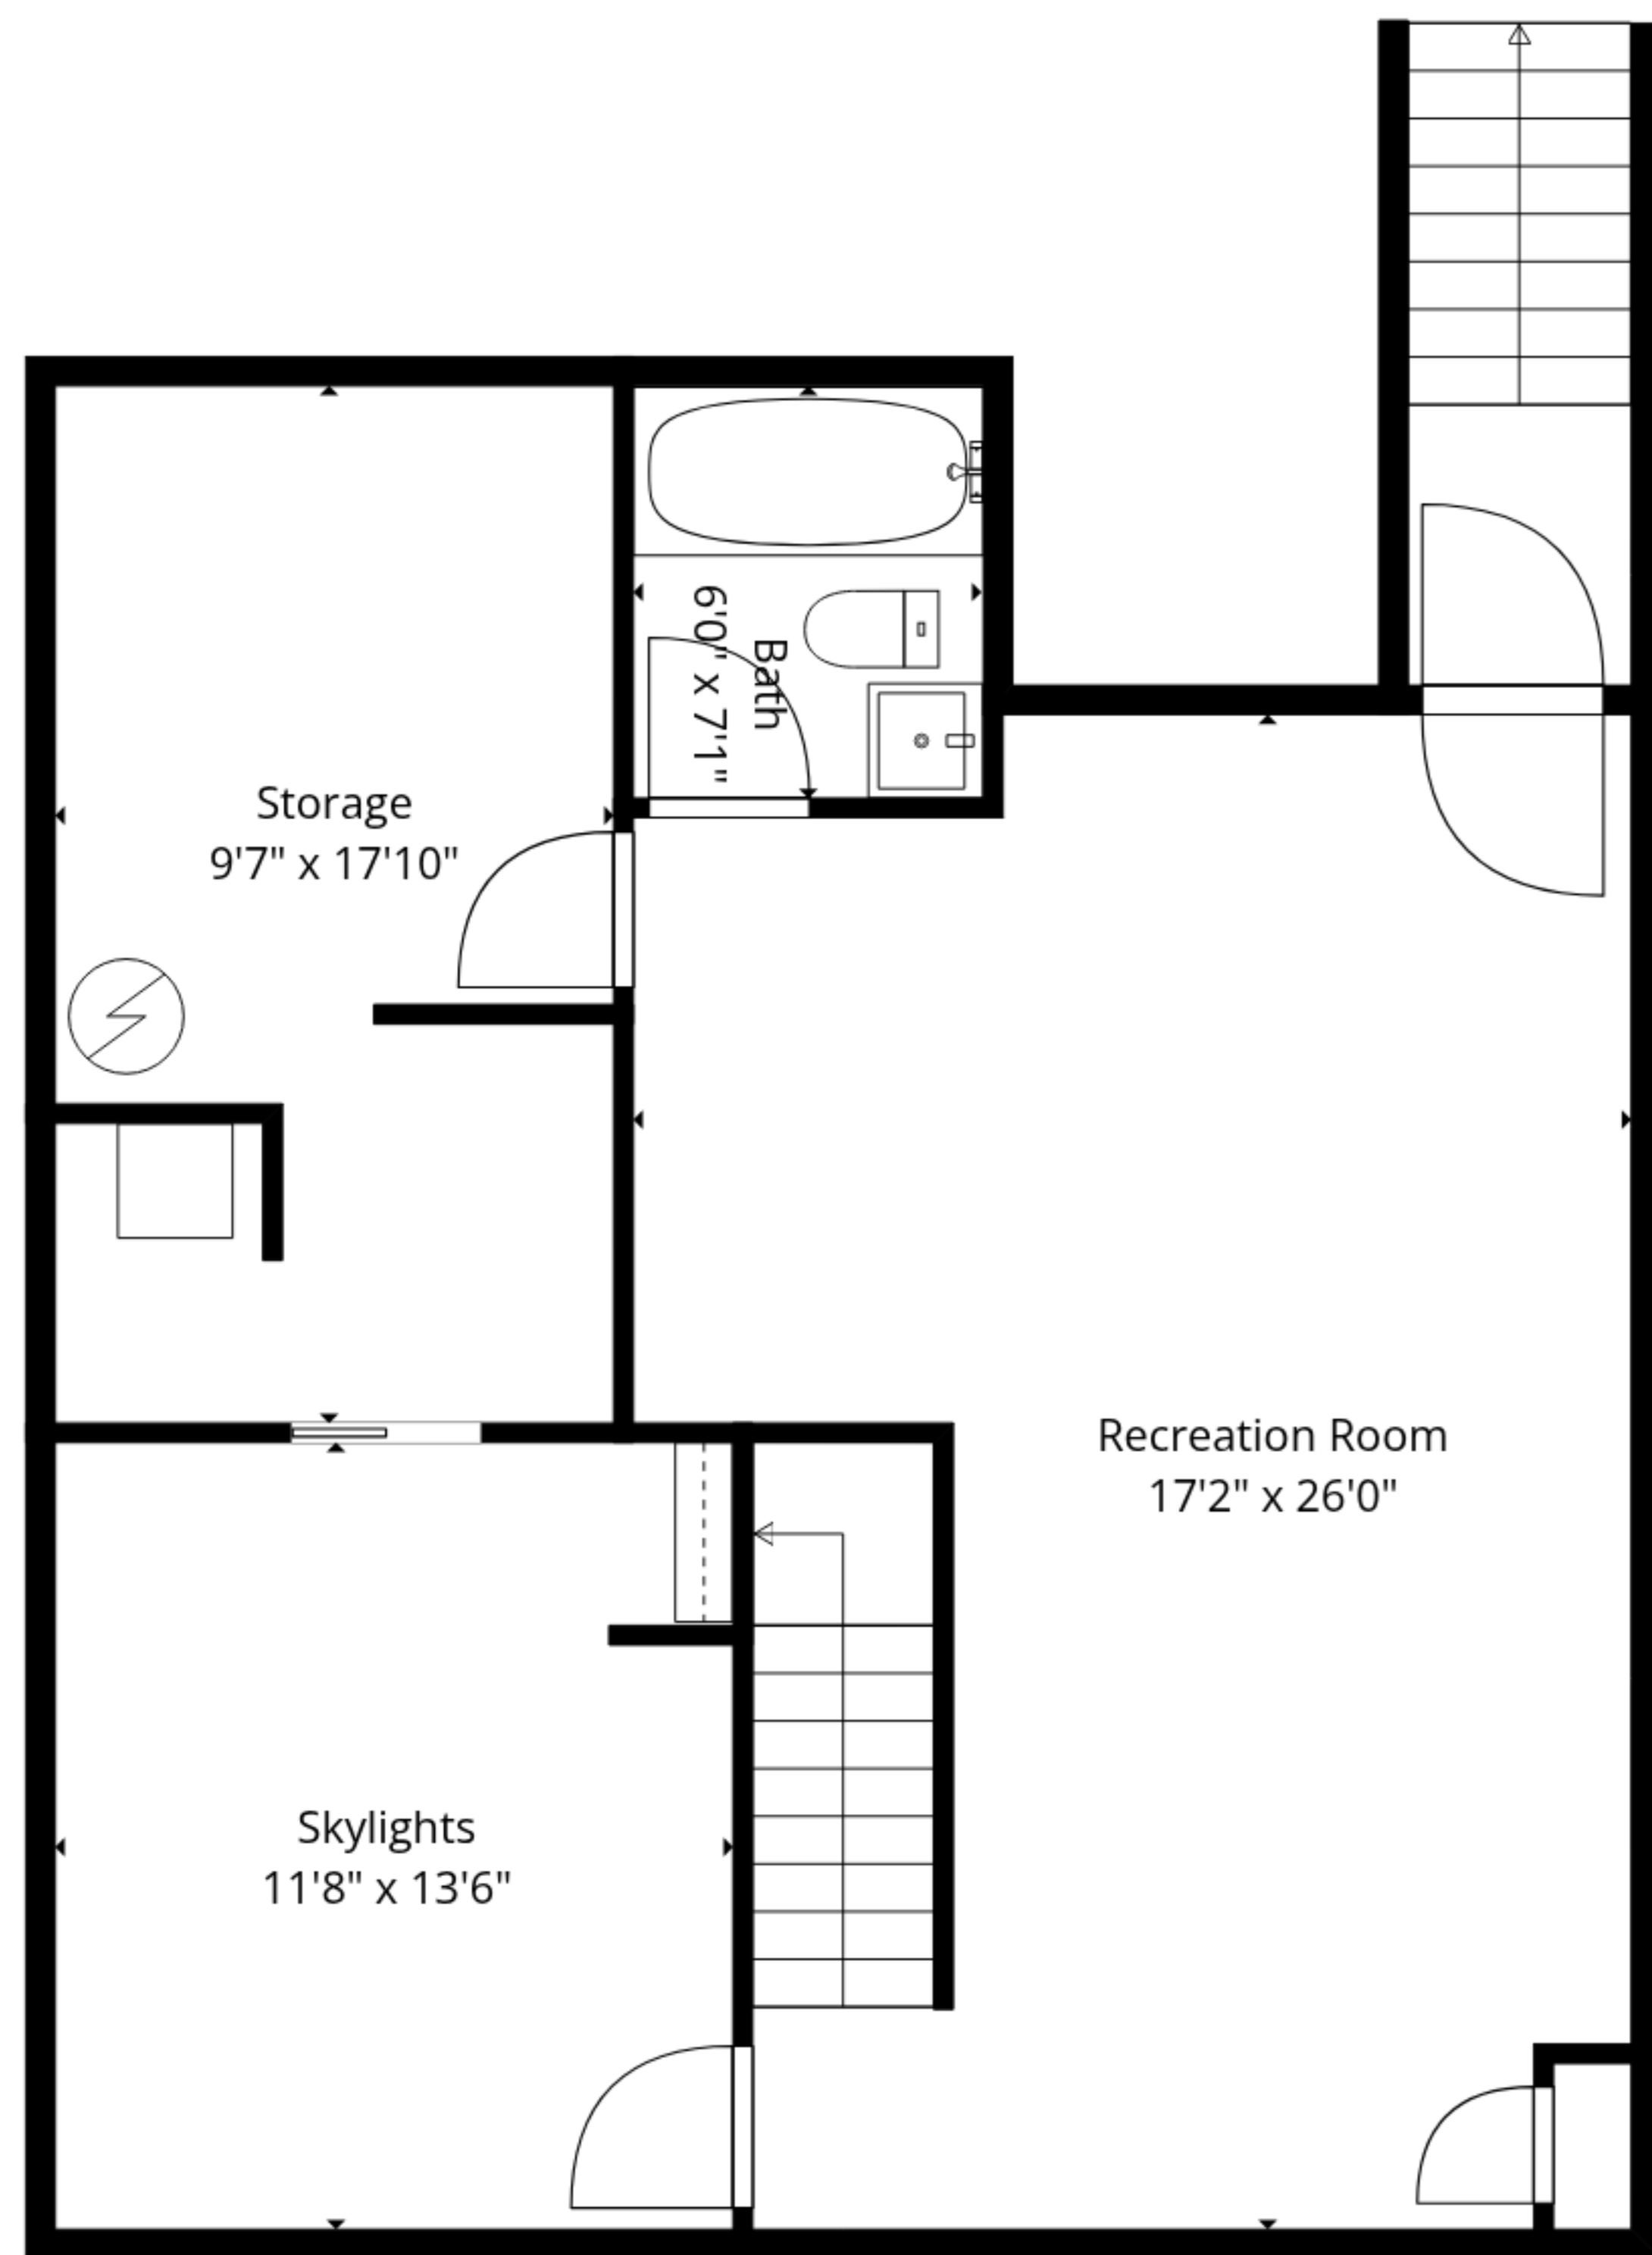 Bath
6'0" x 7'1"
Storage
9'7" x 17'10"
Recreation Room
17'2" x 26'0"
Skylights
11'8" x 13'6"